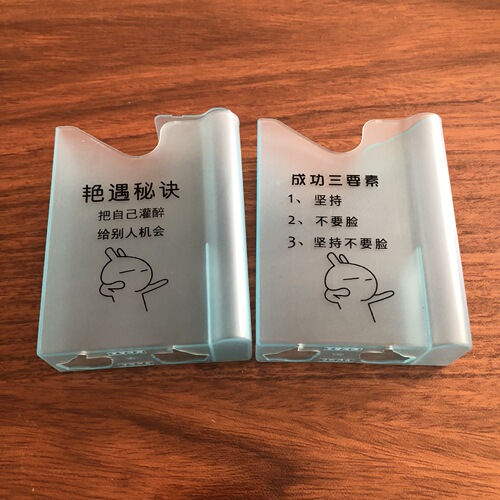 艳遇秘诀
把自己灌醉
给别人机会
成功三要素
1、坚持
2、不要脸
3、坚持不要脸